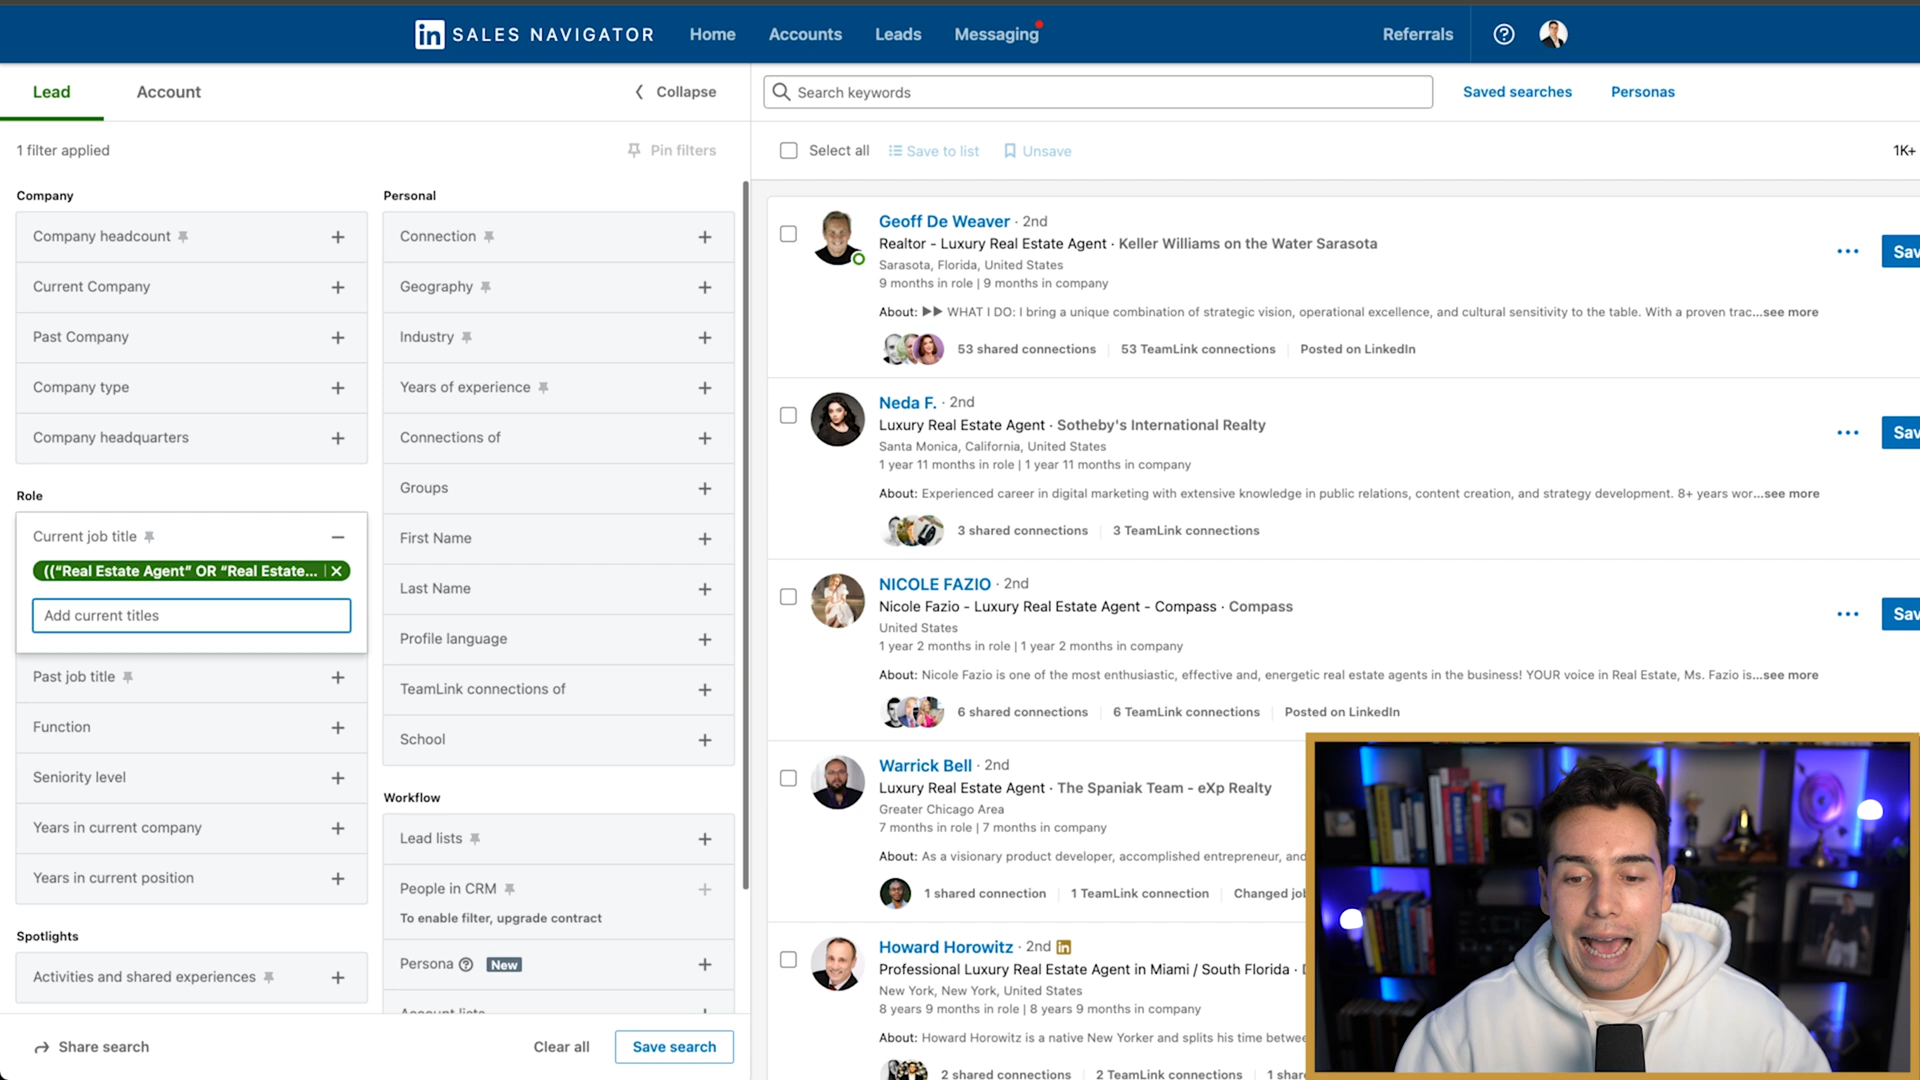 in SALES NAVIGATOR
Home
Accounts
Leads
Messaging
Referrals
Lead
Account
Collapse
Search keywords
Saved searches
Personas
1 filter applied
Pin filters
Select all
Save to list
Unsave
1K+
Company
Company headcount
Current Company
Past Company
Company type
Company headquarters
Role
Current job title
((“Real Estate Agent” OR “Real Estate...
Add current titles
Past job title
Function
Seniority level
Years in current company
Years in current position
Spotlights
Activities and shared experiences
Personal
Connection
Geography
Industry
Years of experience
Connections of
Groups
First Name
Last Name
Profile language
TeamLink connections of
School
Workflow
Lead lists
People in CRM
To enable filter, upgrade contract
Persona New
Account lists
Share search
Clear all
Save search
Geoff De Weaver · 2nd
Realtor - Luxury Real Estate Agent · Keller Williams on the Water Sarasota
Sarasota, Florida, United States
9 months in role | 9 months in company
About: ▶▶ WHAT I DO: I bring a unique combination of strategic vision, operational excellence, and cultural sensitivity to the table. With a proven trac...see more
53 shared connections
53 TeamLink connections
Posted on LinkedIn
Sav
Neda F. · 2nd
Luxury Real Estate Agent · Sotheby's International Realty
Santa Monica, California, United States
1 year 11 months in role | 1 year 11 months in company
About: Experienced career in digital marketing with extensive knowledge in public relations, content creation, and strategy development. 8+ years wor...see more
3 shared connections
3 TeamLink connections
Sav
NICOLE FAZIO · 2nd
Nicole Fazio - Luxury Real Estate Agent - Compass · Compass
United States
1 year 2 months in role | 1 year 2 months in company
About: Nicole Fazio is one of the most enthusiastic, effective and, energetic real estate agents in the business! YOUR voice in Real Estate, Ms. Fazio is...see more
6 shared connections
6 TeamLink connections
Posted on LinkedIn
Sav
Warrick Bell · 2nd
Luxury Real Estate Agent · The Spaniak Team - eXp Realty
Greater Chicago Area
7 months in role | 7 months in company
About: As a visionary product developer, accomplished entrepreneur, and
1 shared connection
1 TeamLink connection
Changed jo
Howard Horowitz · 2nd in
Professional Luxury Real Estate Agent in Miami / South Florida ·
New York, New York, United States
8 years 9 months in role | 8 years 9 months in company
About: Howard Horowitz is a native New Yorker and splits his time betwee
2 shared connections
2 TeamLink connections
1 shar